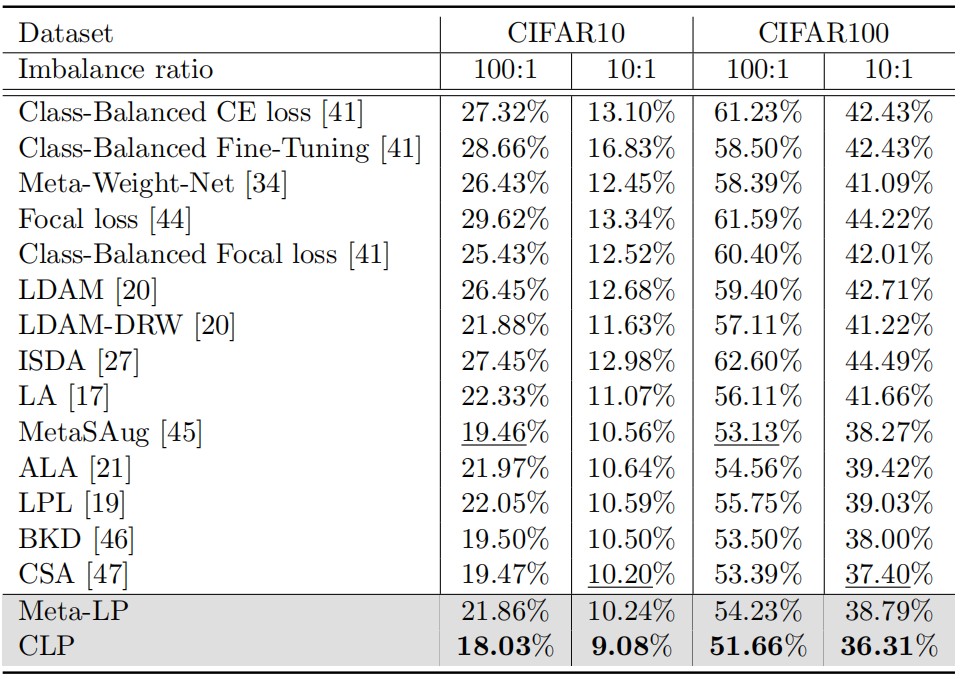 Dataset CIFAR10 CIFAR100
Imbalance ratio 100:1 10:1 100:1 10:1
Class-Balanced CE loss [41] 27.32% 13.10% 61.23% 42.43%
Class-Balanced Fine-Tuning [41] 28.66% 16.83% 58.50% 42.43%
Meta-Weight-Net [34] 26.43% 12.45% 58.39% 41.09%
Focal loss [44] 29.62% 13.34% 61.59% 44.22%
Class-Balanced Focal loss [41] 25.43% 12.52% 60.40% 42.01%
LDAM [20] 26.45% 12.68% 59.40% 42.71%
LDAM-DRW [20] 21.88% 11.63% 57.11% 41.22%
ISDA [27] 27.45% 12.98% 62.60% 44.49%
LA [17] 22.33% 11.07% 56.11% 41.66%
MetaSAug [45] 19.46% 10.56% 53.13% 38.27%
ALA [21] 21.97% 10.64% 54.56% 39.42%
LPL [19] 22.05% 10.59% 55.75% 39.03%
BKD [46] 19.50% 10.50% 53.50% 38.00%
CSA [47] 19.47% 10.20% 53.39% 37.40%
Meta-LP 21.86% 10.24% 54.23% 38.79%
CLP 18.03% 9.08% 51.66% 36.31%